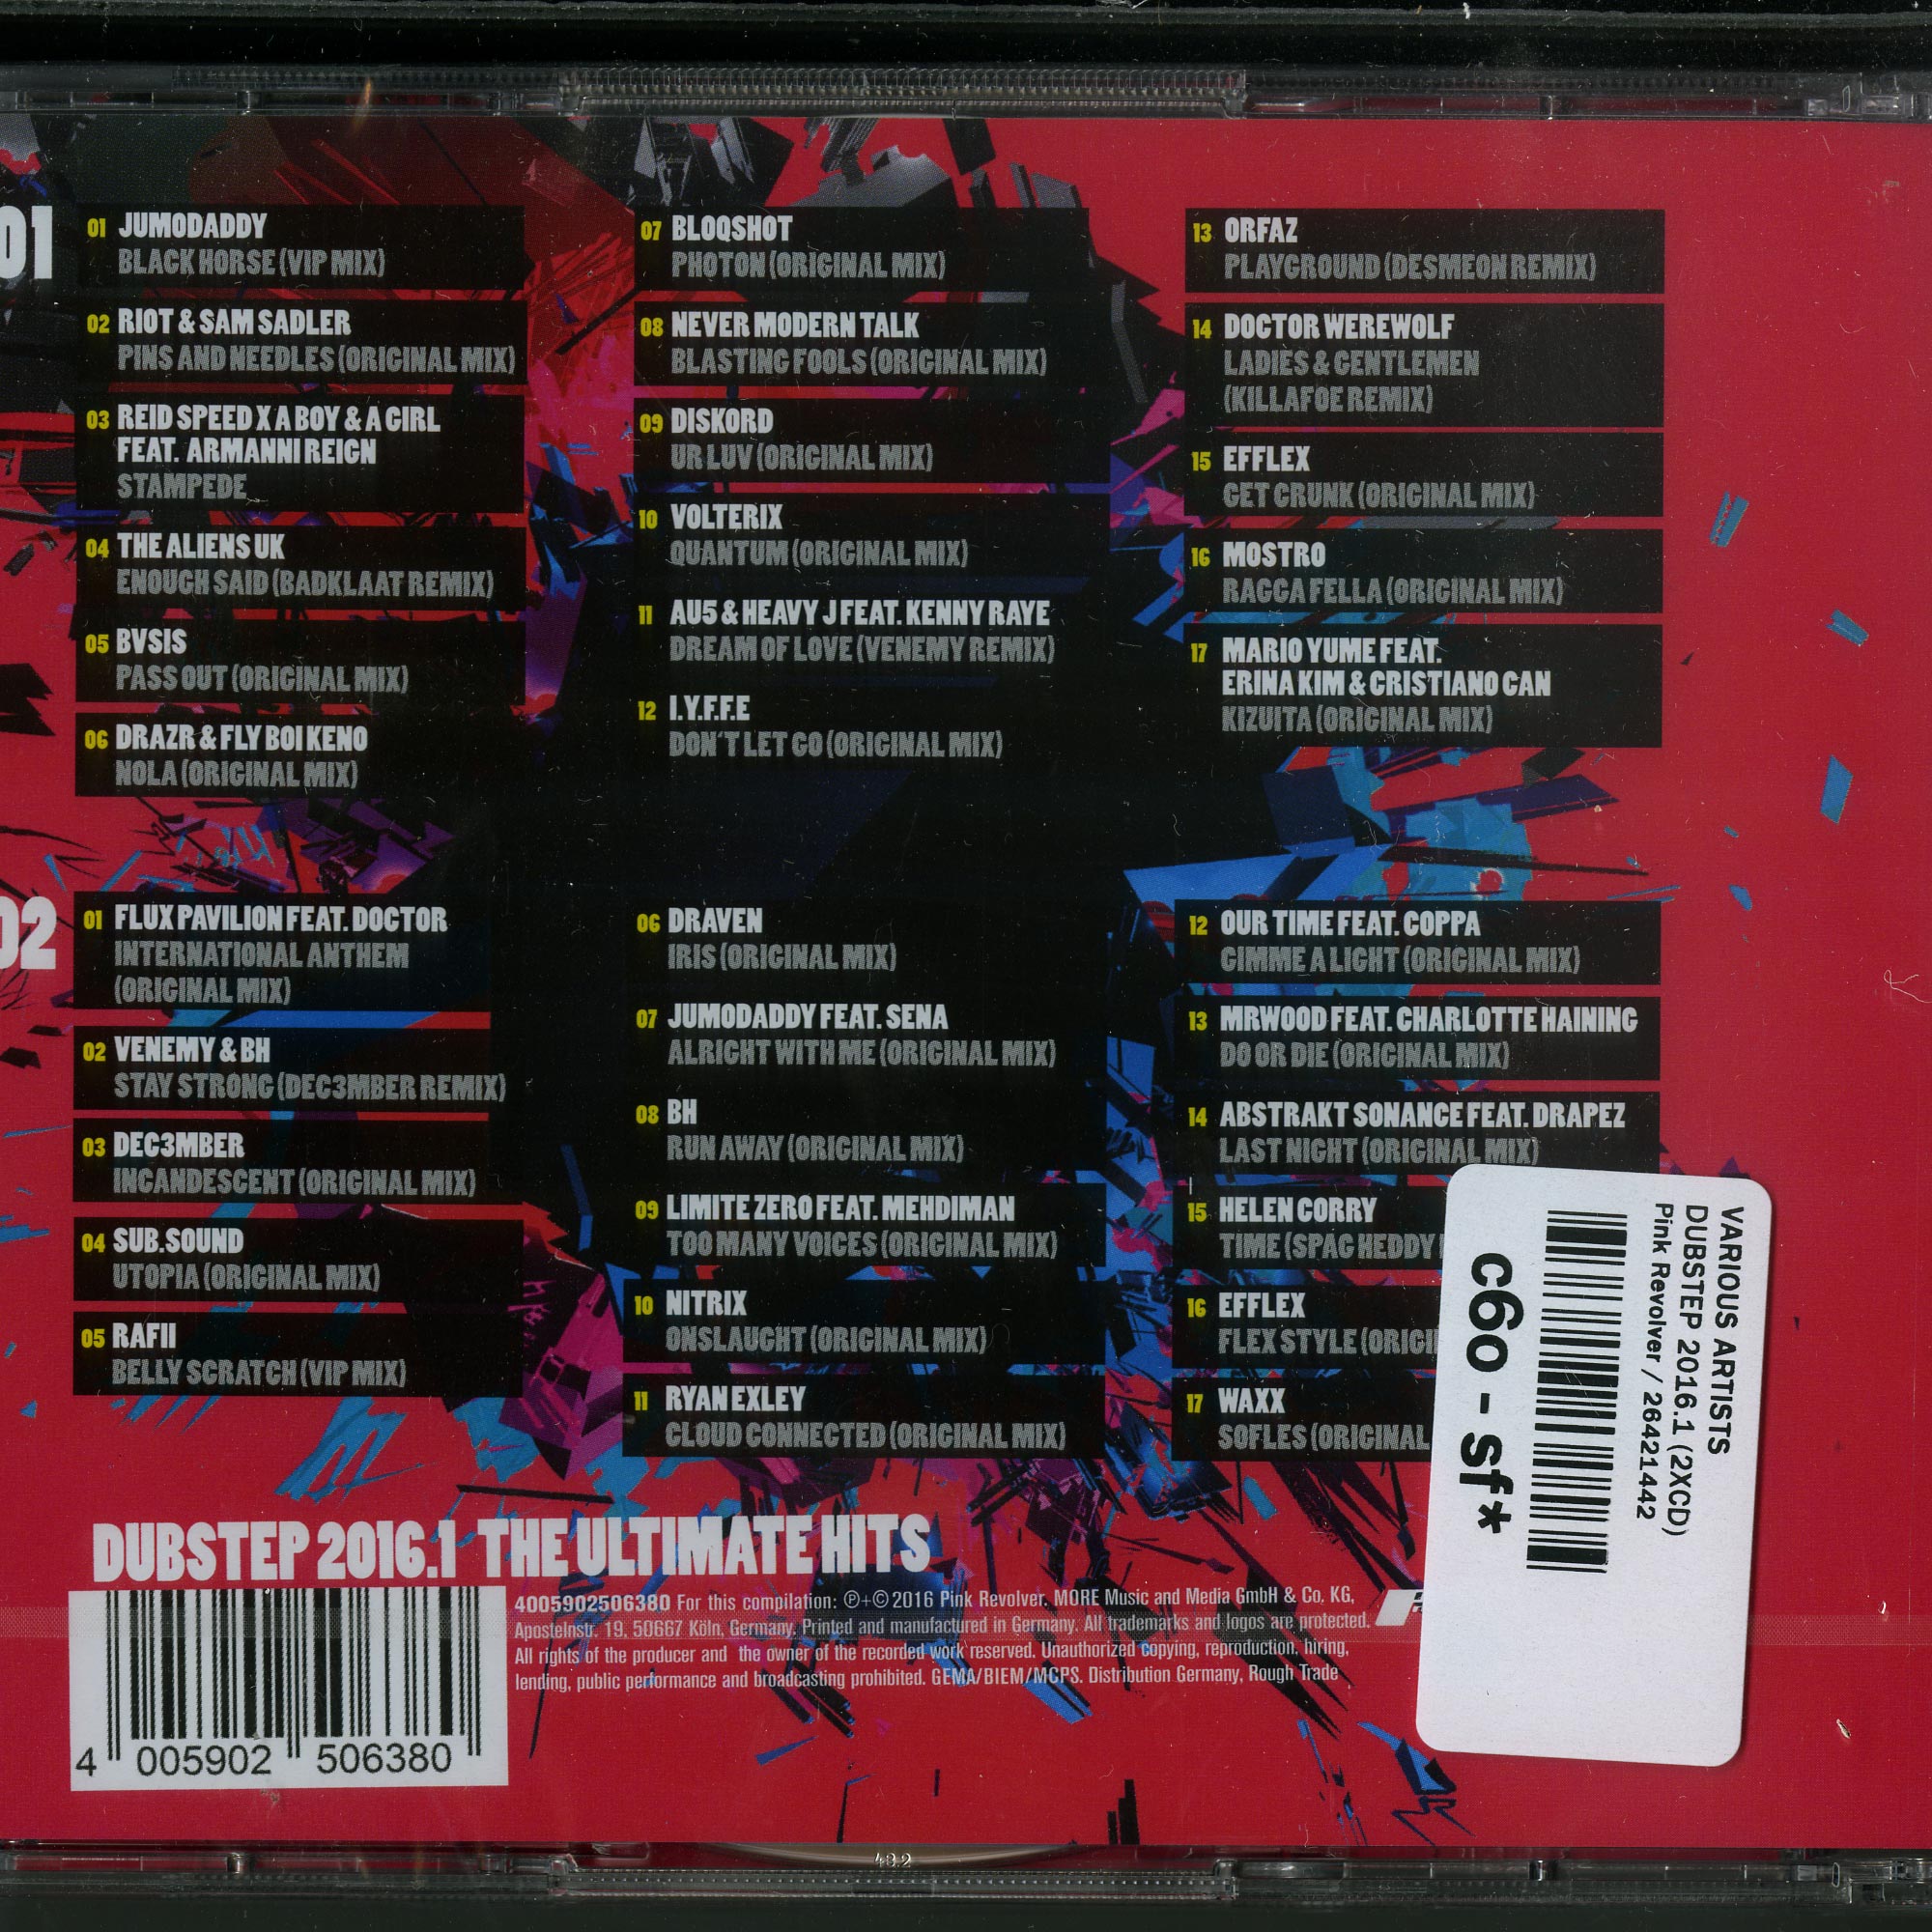 01
01 JUMODADDY
BLACK HORSE (VIP MIX)
02 RIOT & SAM SADLER
PINS AND NEEDLES (ORIGINAL MIX)
03 REID SPEED X A BOY & A GIRL
FEAT. ARMANNI REIGN
STAMPEDE
04 THE ALIENS UK
ENOUGH SAID (BADKLAAT REMIX)
05 BVSIS
PASS OUT (ORIGINAL MIX)
06 DRAZR & FLY BOI KENO
NOLA (ORIGINAL MIX)
07 BLOQSHOT
PHOTON (ORIGINAL MIX)
08 NEVER MODERN TALK
BLASTING FOOLS (ORIGINAL MIX)
09 DISKORD
UR LUV (ORIGINAL MIX)
10 VOLTERIX
QUANTUM (ORIGINAL MIX)
11 AU5 & HEAVY J FEAT. KENNY RAYE
DREAM OF LOVE (VENEMY REMIX)
12 I.Y.F.F.E
DON'T LET GO (ORIGINAL MIX)
13 ORFAZ
PLAYGROUND (DESMEON REMIX)
14 DOCTOR WEREWOLF
LADIES & GENTLEMEN
(KILLAFOE REMIX)
15 EFFLEX
GET CRUNK (ORIGINAL MIX)
16 MOSTRO
RAGGA FELLA (ORIGINAL MIX)
17 MARIO YUME FEAT.
ERINA KIM & CRISTIANO CAN
KIZUITA (ORIGINAL MIX)
02
01 FLUX PAVILION FEAT. DOCTOR
INTERNATIONAL ANTHEM
(ORIGINAL MIX)
02 VENEMY & BH
STAY STRONG (DEC3MBER REMIX)
03 DEC3MBER
INCANDESCENT (ORIGINAL MIX)
04 SUB.SOUND
UTOPIA (ORIGINAL MIX)
05 RAFII
BELLY SCRATCH (VIP MIX)
06 DRAVEN
IRIS (ORIGINAL MIX)
07 JUMODADDY FEAT. SENA
ALRIGHT WITH ME (ORIGINAL MIX)
08 BH
RUN AWAY (ORIGINAL MIX)
09 LIMITE ZERO FEAT. MEHDIMAN
TOO MANY VOICES (ORIGINAL MIX)
10 NITRIX
ONSLAUGHT (ORIGINAL MIX)
11 RYAN EXLEY
CLOUD CONNECTED (ORIGINAL MIX)
12 OUR TIME FEAT. COPPA
GIMME A LIGHT (ORIGINAL MIX)
13 MRWOOD FEAT. CHARLOTTE HAINING
DO OR DIE (ORIGINAL MIX)
14 ABSTRAKT SONANCE FEAT. DRAPEZ
LAST NIGHT (ORIGINAL MIX)
15 HELEN CORRY
TIME (SPAG HEDDY
16 EFFLEX
FLEX STYLE (ORIGI
17 WAXX
SOFLES (ORIGINAL
VARIOUS ARTISTS
DUBSTEP 2016.1 (2XCD)
Pink Revolver / 26421442
c6o - sf*
DUBSTEP 2016.1 THE ULTIMATE HITS
4005902506380 For this compilation: ℗+© 2016 Pink Revolver. MORE Music and Media GmbH & Co. KG,
Apostelnstr. 19, 50667 Köln, Germany. Printed and manufactured in Germany. All trademarks and logos are protected.
All rights of the producer and the owner of the recorded work reserved. Unauthorized copying, reproduction, hiring,
lending, public performance and broadcasting prohibited. GEMA/BIEM/MCPS. Distribution Germany, Rough Trade
4 005902 506380
48.2